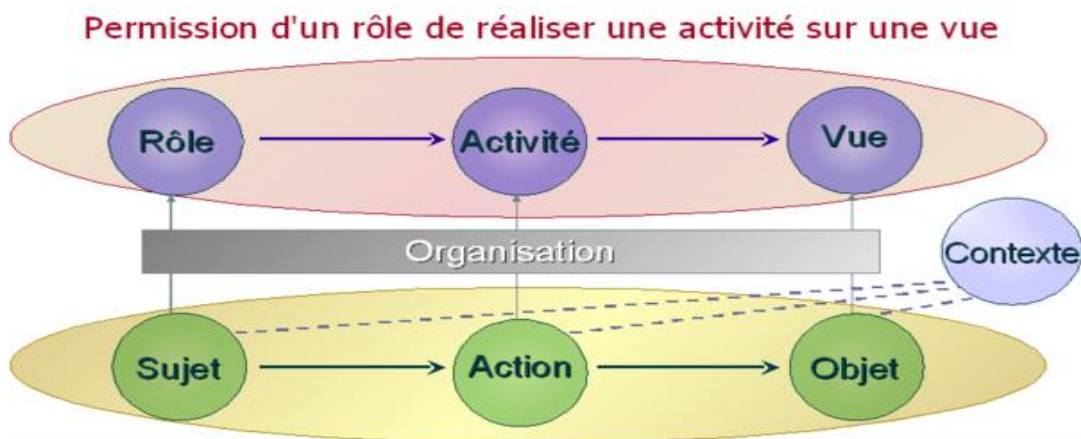 Permission d'un rôle de réaliser une activité sur une vue
Rôle
Activité
Vue
Organisation
Contexte
Sujet
Action
Objet